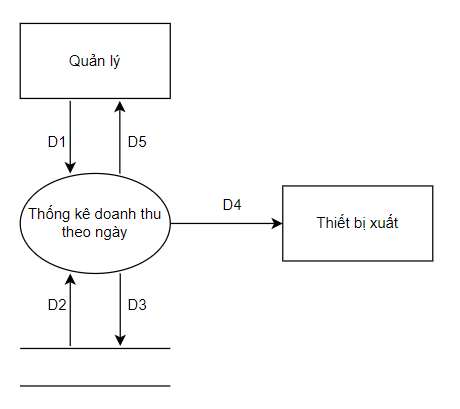 Quản lý
D1
D5
Thống kê doanh thu
theo ngày
D4
Thiết bị xuất
D2
D3